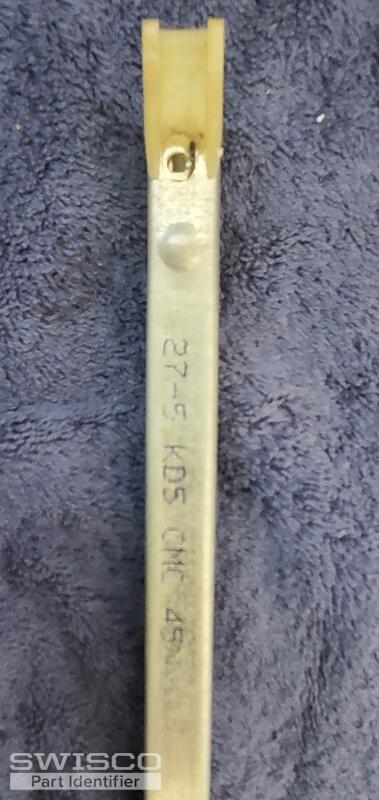 27-5 KDS CMC 45
SWISCO
Part Identifier